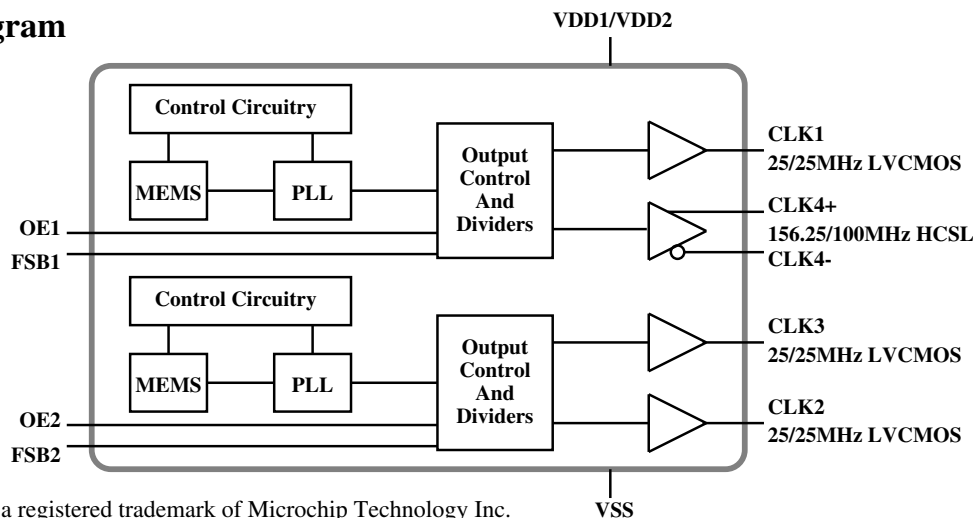 gram
VDD1/VDD2
Control Circuitry
MEMS
PLL
Output
Control
And
Dividers
CLK1
25/25MHz LVCMOS
CLK4+
156.25/100MHz HCSL
CLK4-
OE1
FSB1
Control Circuitry
MEMS
PLL
Output
Control
And
Dividers
CLK3
25/25MHz LVCMOS
CLK2
25/25MHz LVCMOS
OE2
FSB2
VSS
a registered trademark of Microchip Technology Inc.